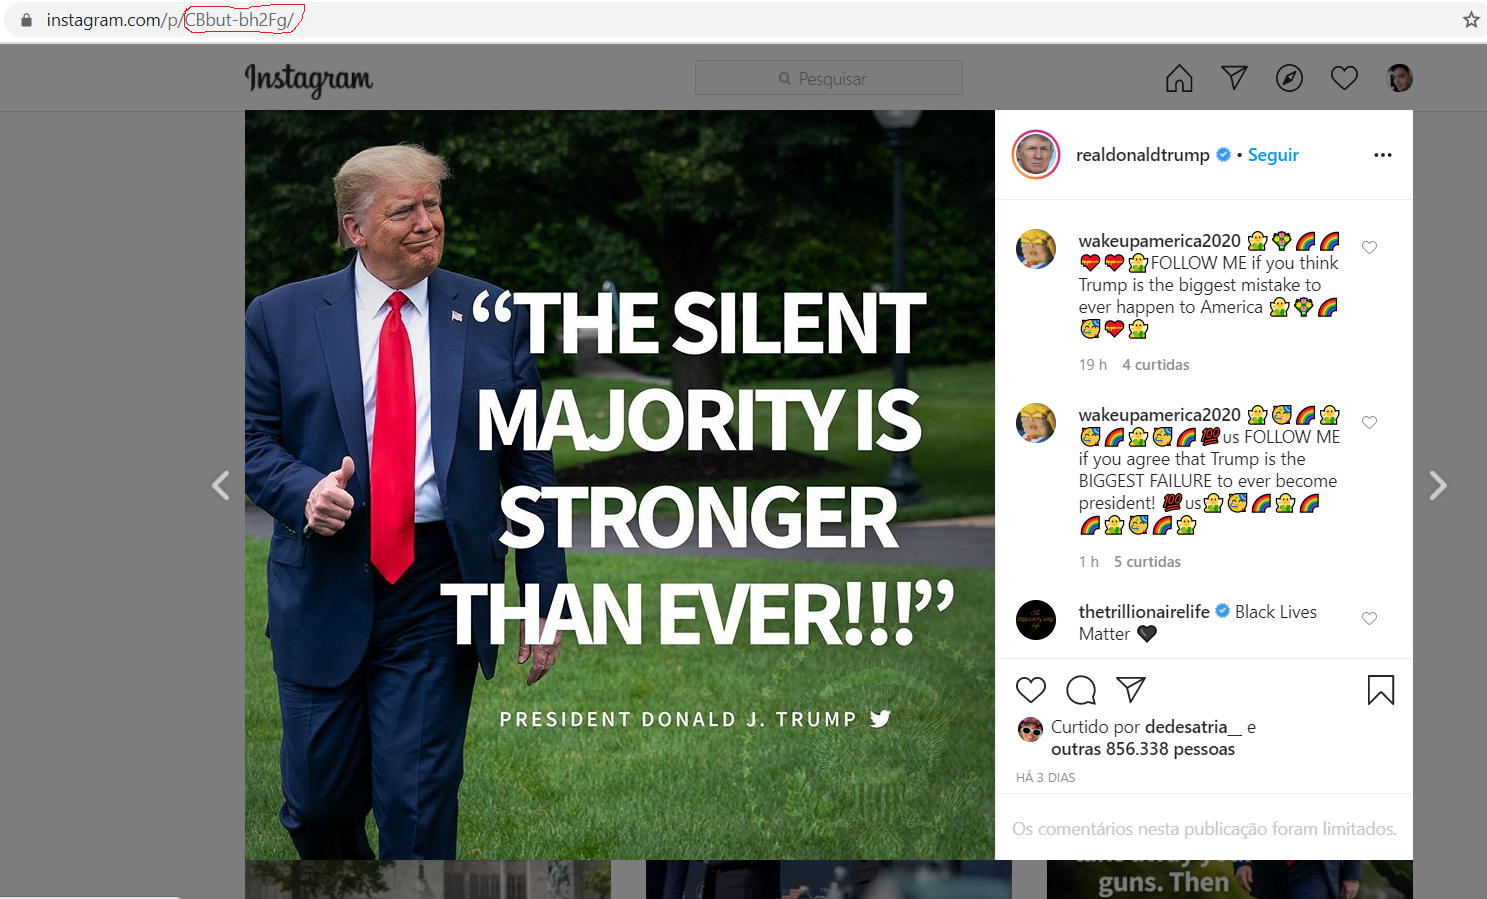 instagram.com/p/CBbut-bh2Fg/
Instagram
Pesquisar
realdonaldtrump • Seguir
“THE SILENT
MAJORITY IS
STRONGER
THAN EVER!!!”
PRESIDENT DONALD J. TRUMP
wakeupamerica2020 🤷🏻💐🌈🌈
💝💝🤷FOLLOW ME if you think
Trump is the biggest mistake to
ever happen to America 🤷💐🌈
🥳💝🤷
19 h 4 curtidas
wakeupamerica2020 🤷🥳🌈🤷
🥳🌈🤷🥳🌈💯us FOLLOW ME
if you agree that Trump is the
BIGGEST FAILURE to ever become
president! 💯us🤷🥳🌈🤷🌈
🌈🤷🥳🌈🤷
1 h 5 curtidas
thetrillionairelife Black Lives
Matter 🖤
Curtido por dedesatria__ e
outras 856.338 pessoas
HÁ 3 DIAS
Os comentários nesta publicação foram limitados.
guns. Then